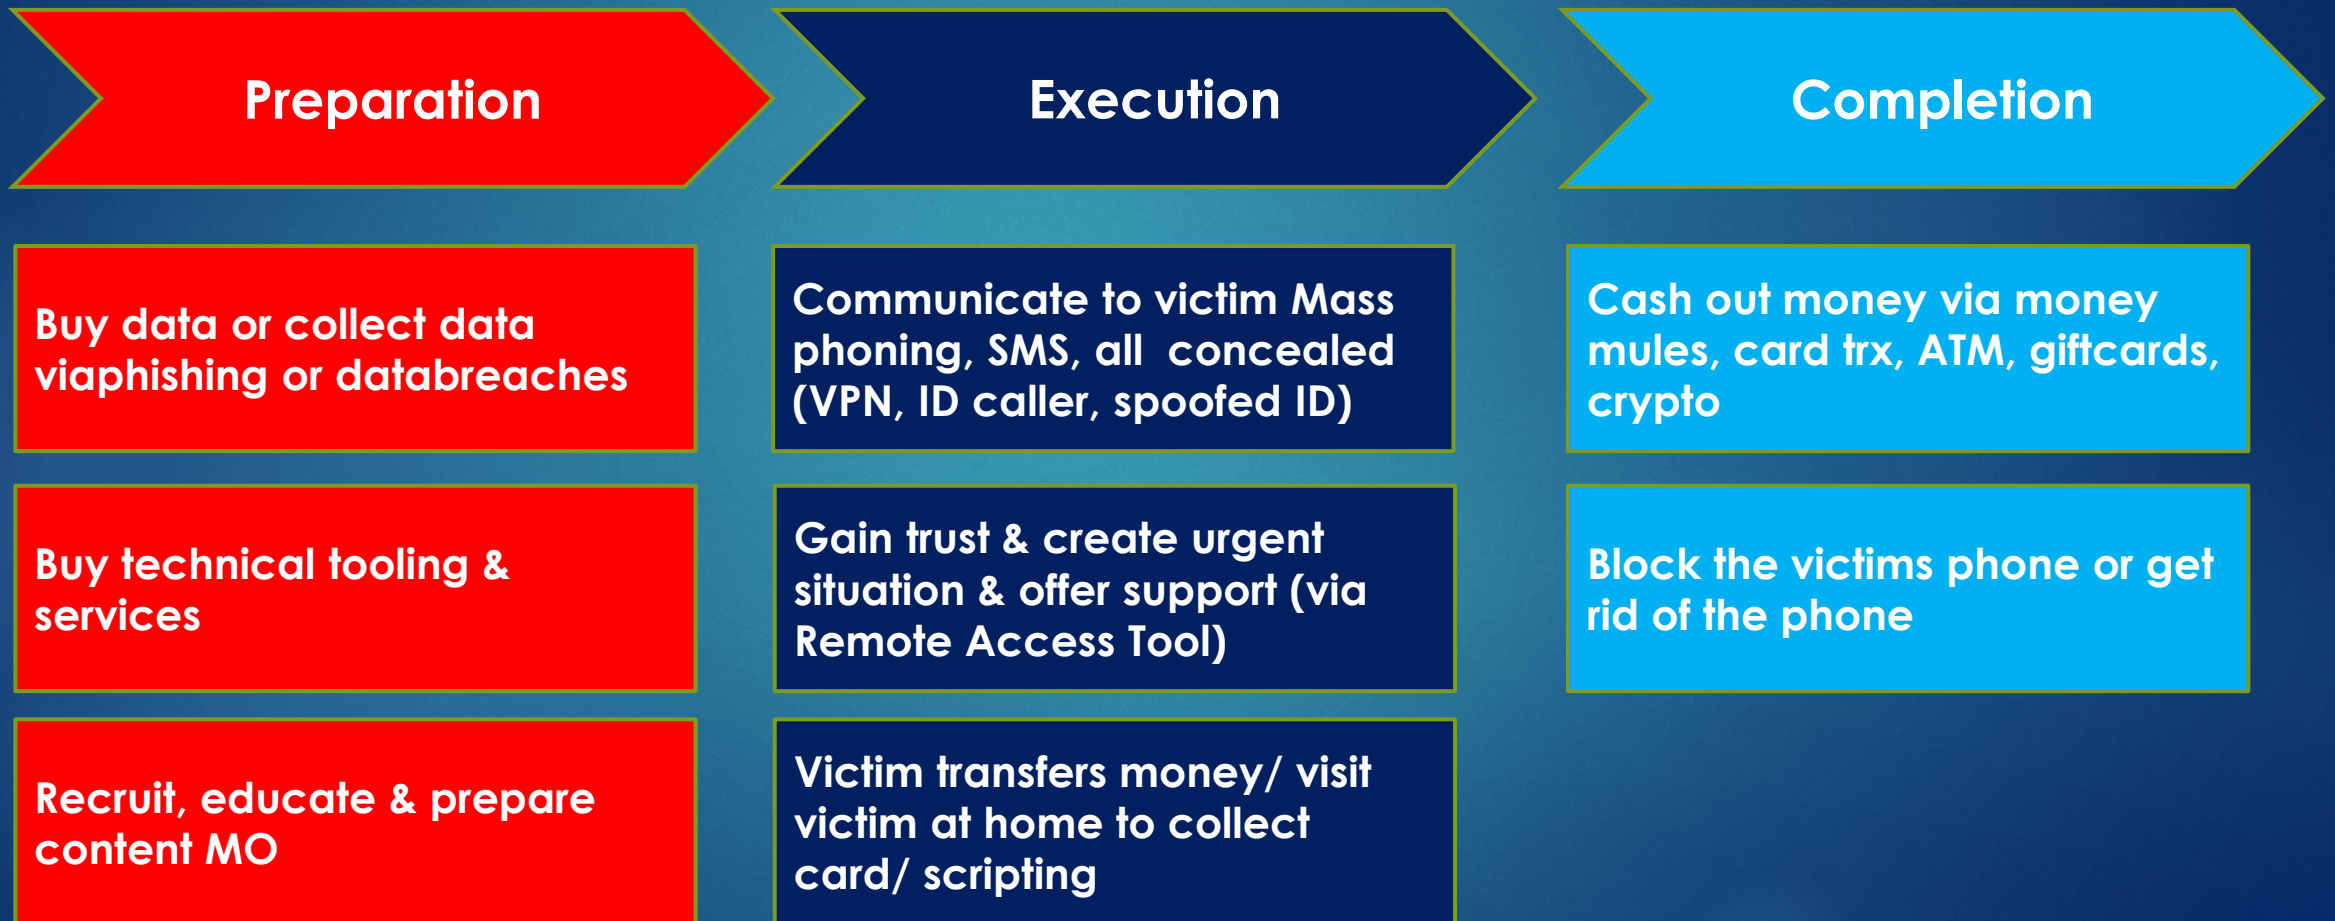 Preparation
Execution
Completion
Buy data or collect data
viaphishing or databreaches
Communicate to victim Mass
phoning, SMS, all  concealed
(VPN, ID caller, spoofed ID)
Cash out money via money
mules, card trx, ATM, giftcards,
crypto
Buy technical tooling &
services
Gain trust & create urgent
situation & offer support (via
Remote Access Tool)
Block the victims phone or get
rid of the phone
Recruit, educate & prepare
content MO
Victim transfers money/ visit
victim at home to collect
card/ scripting